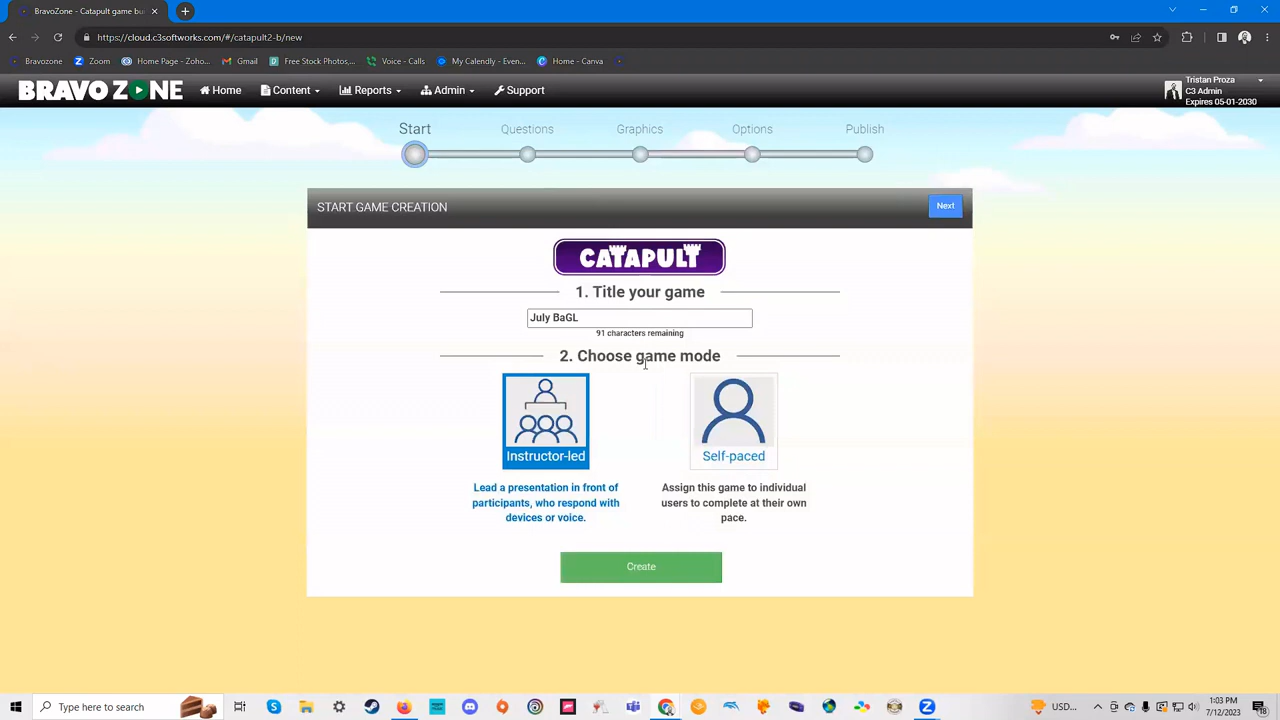 BravoZone - Catapult game bui
https://cloud.c3softworks.com/#/catapult2-b/new
Bravozone Zoom Home Page - Zoho... Gmail Free Stock Photos,... Voice - Calls My Calendly - Even... Home - Canva
BRAVO ZONE Home Content Reports Admin Support
Tristan Proza
C3 Admin
Expires 05-01-2030
Start Questions Graphics Options Publish
START GAME CREATION Next
CATAPULT
1. Title your game
July BaGL
91 characters remaining
2. Choose game mode
Instructor-led Self-paced
Lead a presentation in front of
participants, who respond with
devices or voice.
Assign this game to individual
users to complete at their own
pace.
Create
Type here to search
USD...
1:03 PM
7/12/2023
18